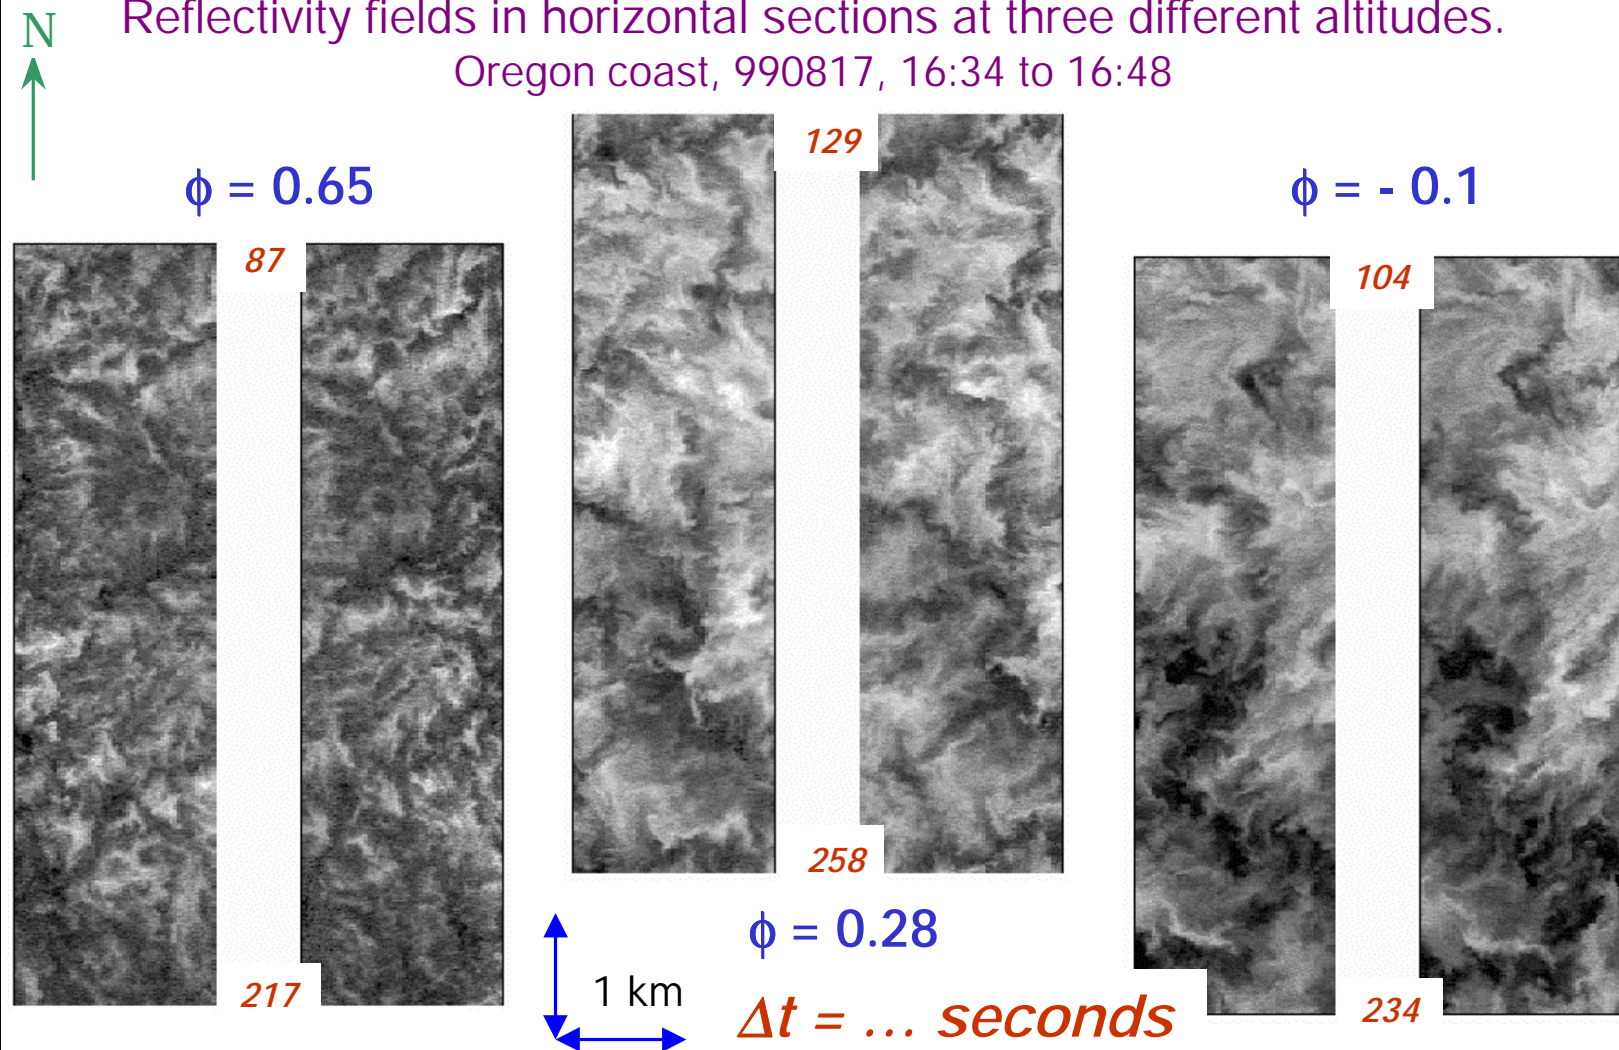 Reflectivity fields in horizontal sections at three different altitudes.
N
Oregon coast, 990817, 16:34 to 16:48
129
ϕ = 0.65
ϕ = - 0.1
87
104
258
ϕ = 0.28
217
1 km
Δt = ... seconds
234